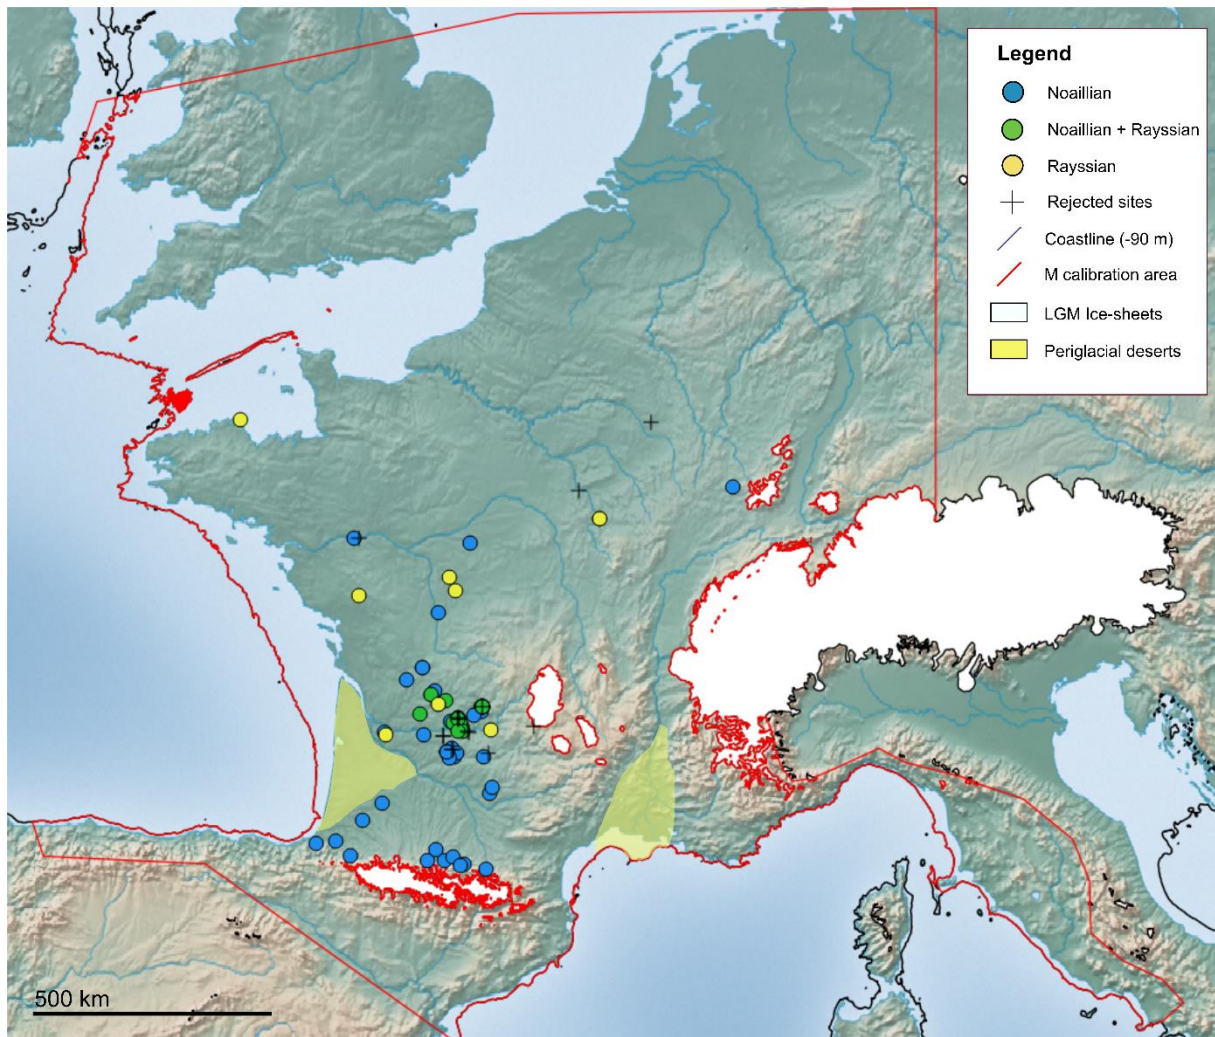 Legend
Noaillian
Noaillian + Rayssian
Rayssian
Rejected sites
Coastline (-90 m)
M calibration area
LGM Ice-sheets
Periglacial deserts
500 km